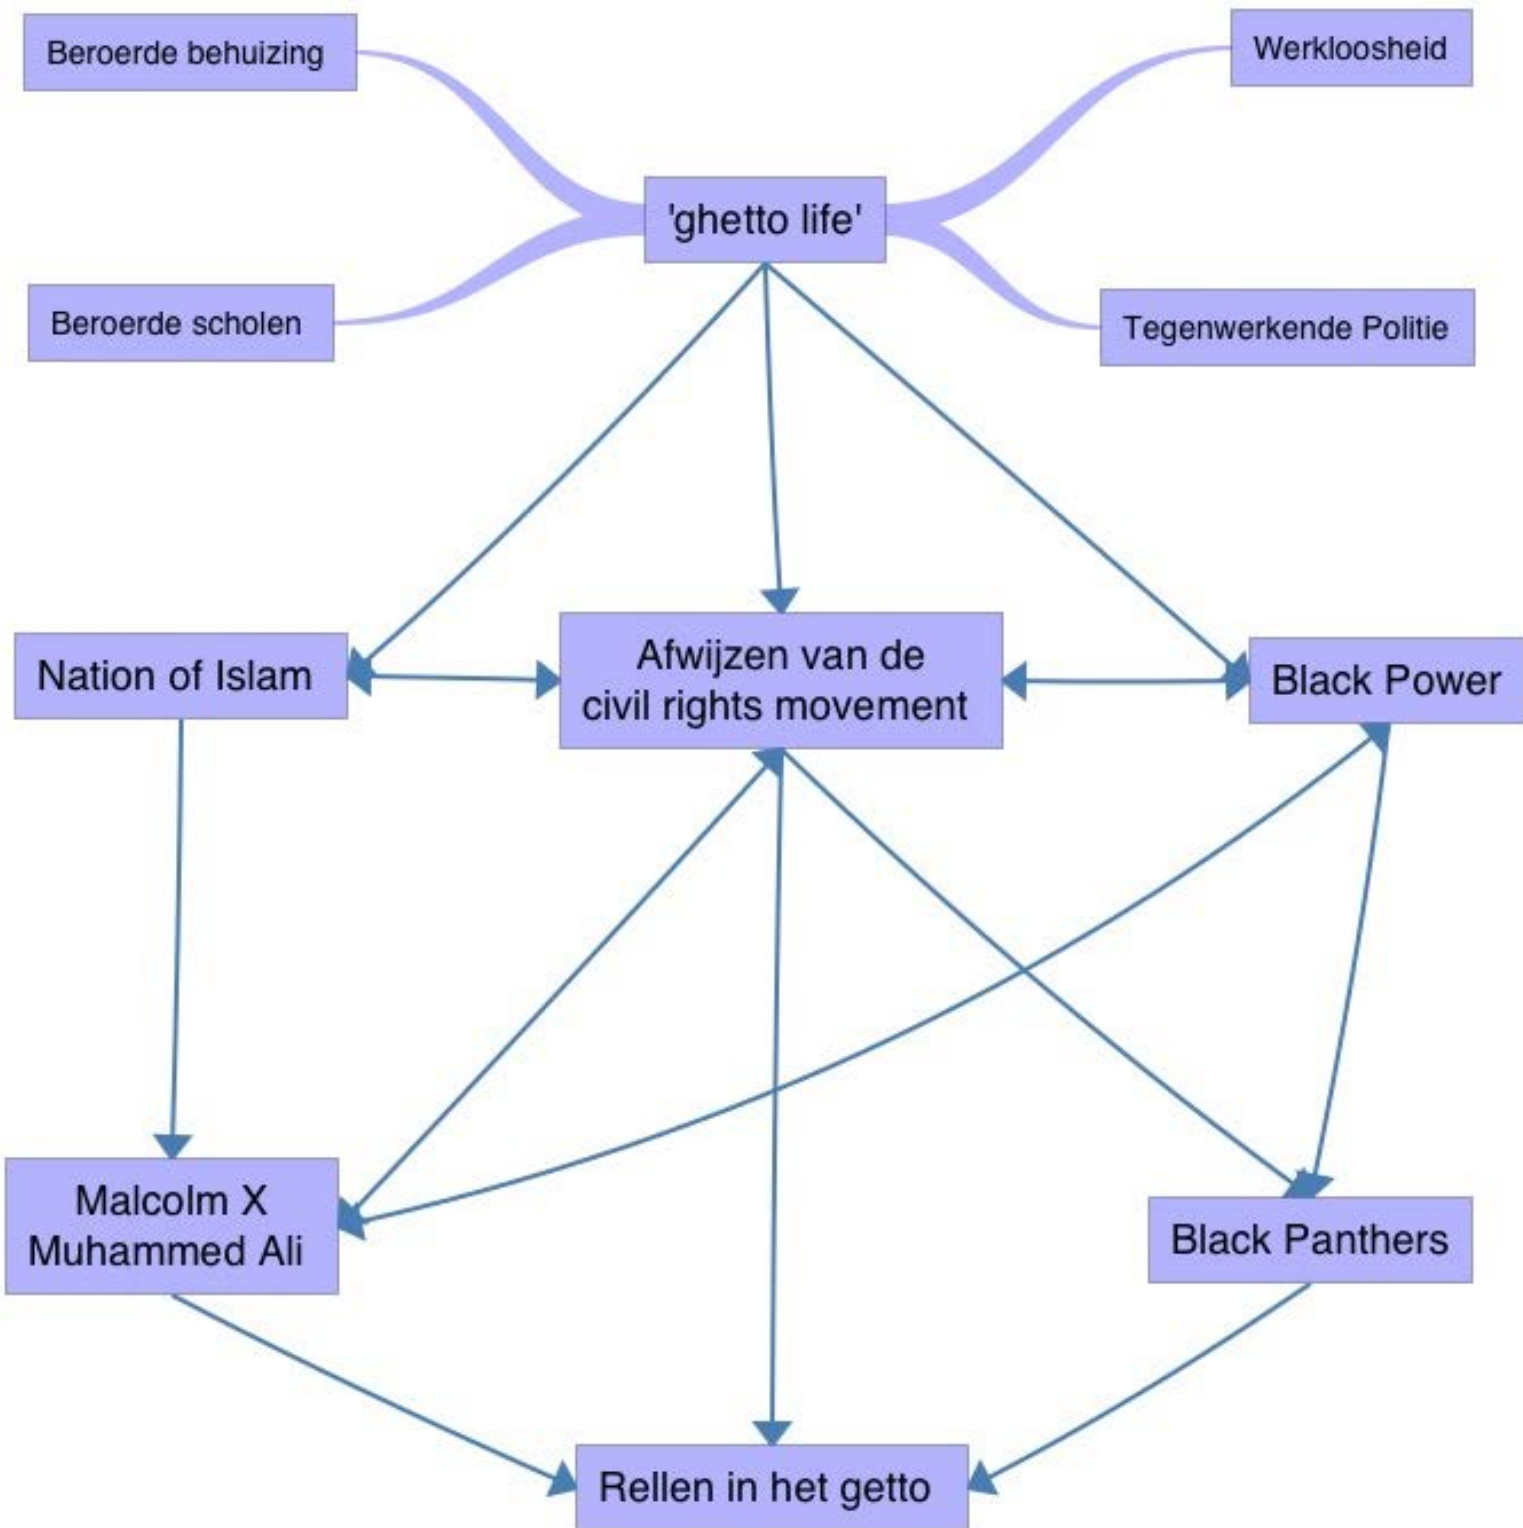 Beroerde behuizing
Werkloosheid
'ghetto life'
Beroerde scholen
Tegenwerkende Politie
Nation of Islam
Afwijzen van de
civil rights movement
Black Power
Malcolm X
Muhammed Ali
Black Panthers
Rellen in het getto